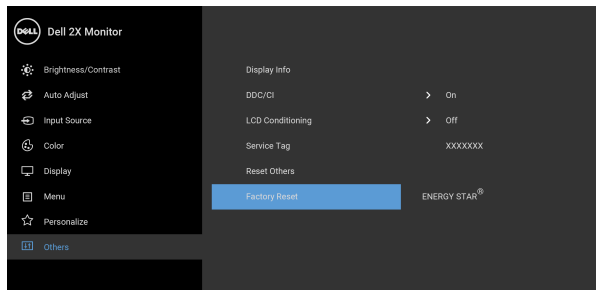 DELL Dell 2X Monitor
Brightness/Contrast Display Info
Auto Adjust DDC/CI > On
Input Source LCD Conditioning > Off
Color Service Tag XXXXXXX
Display Reset Others
Menu Factory Reset ENERGY STAR®
Personalize
Others